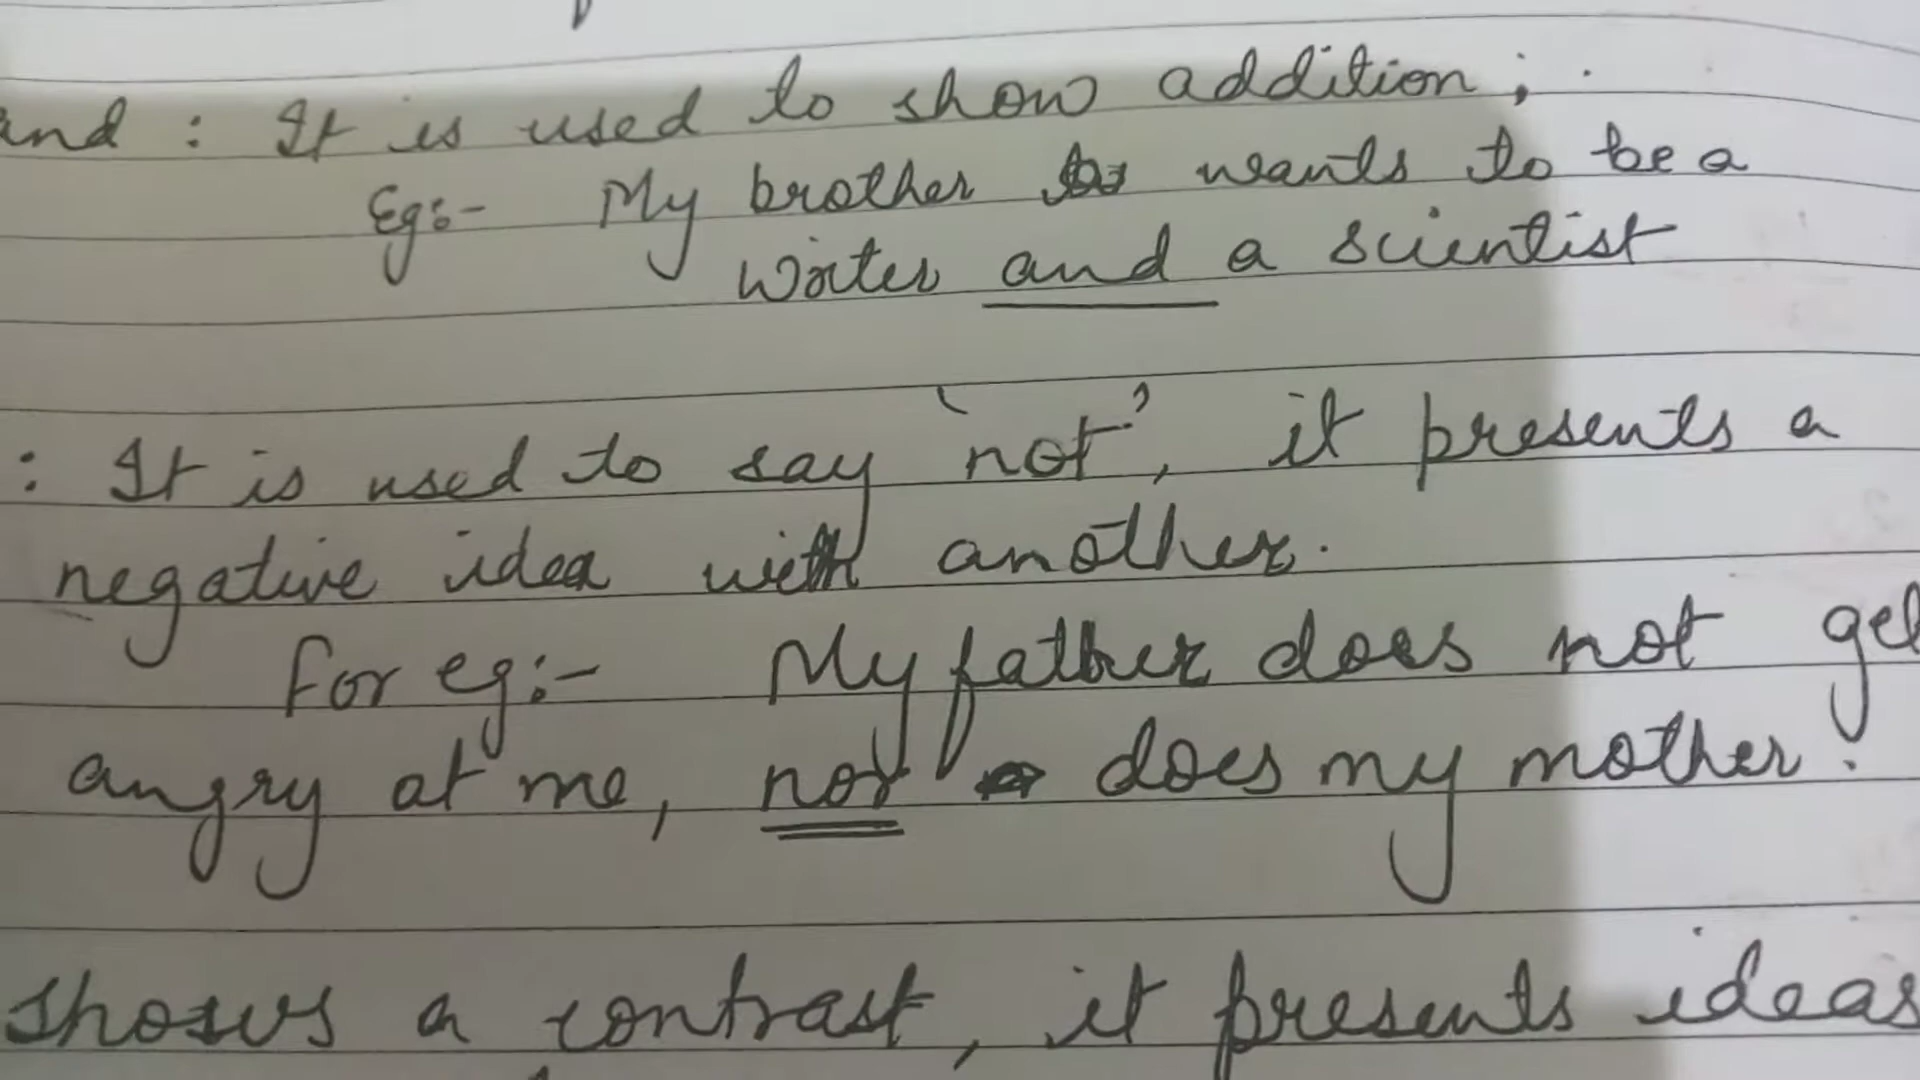 and : It is used to show addition ;
Eg:- My brother wants to be a
writer and a scientist
: It is used to say 'not', it presents a
negative idea with another.
For eg:- My father does not get
angry at me, nor does my mother.
shows a contrast, it presents ideas